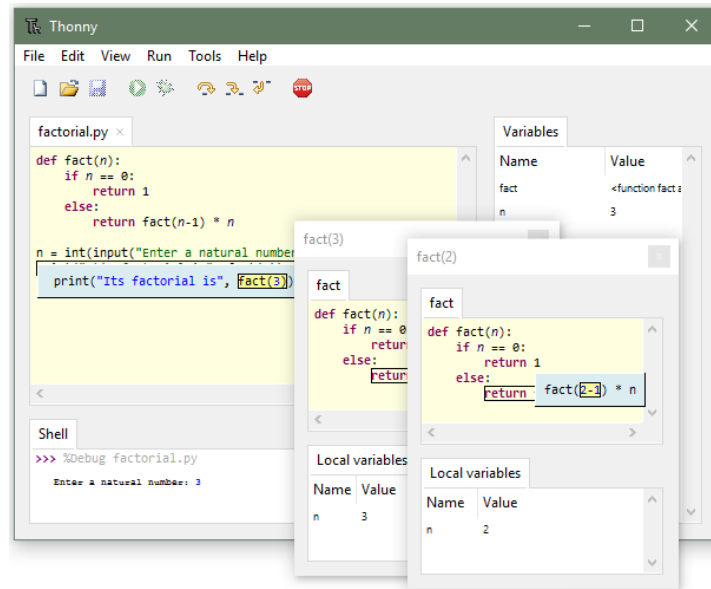 Thonny
File Edit View Run Tools Help
STOP
factorial.py
def fact(n):
if n == 0:
return 1
else:
return fact(n-1) * n
n = int(input("Enter a natural number
print("Its factorial is", fact(3))
Shell
>>> %Debug factorial.py
Enter a natural number: 3
Variables
Name Value
fact <function fact a
n 3
fact(3)
fact
def fact(n):
if n == 0
retur
else:
retur
Local variables
Name Value
n 3
fact(2)
fact
def fact(n):
if n == 0:
return 1
else:
return fact(2-1) * n
Local variables
Name Value
n 2